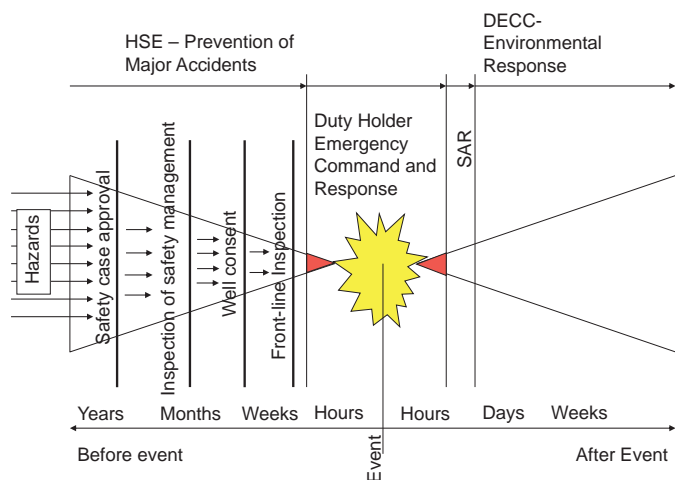 HSE – Prevention of
Major Accidents
DECC-
Environmental
Response
Duty Holder
Emergency
Command and
Response
SAR
Hazards
Safety case approval
Inspection of safety management
Well consent
Front-line Inspection
Years Months Weeks Hours Hours Days Weeks
Before event
Event
After Event